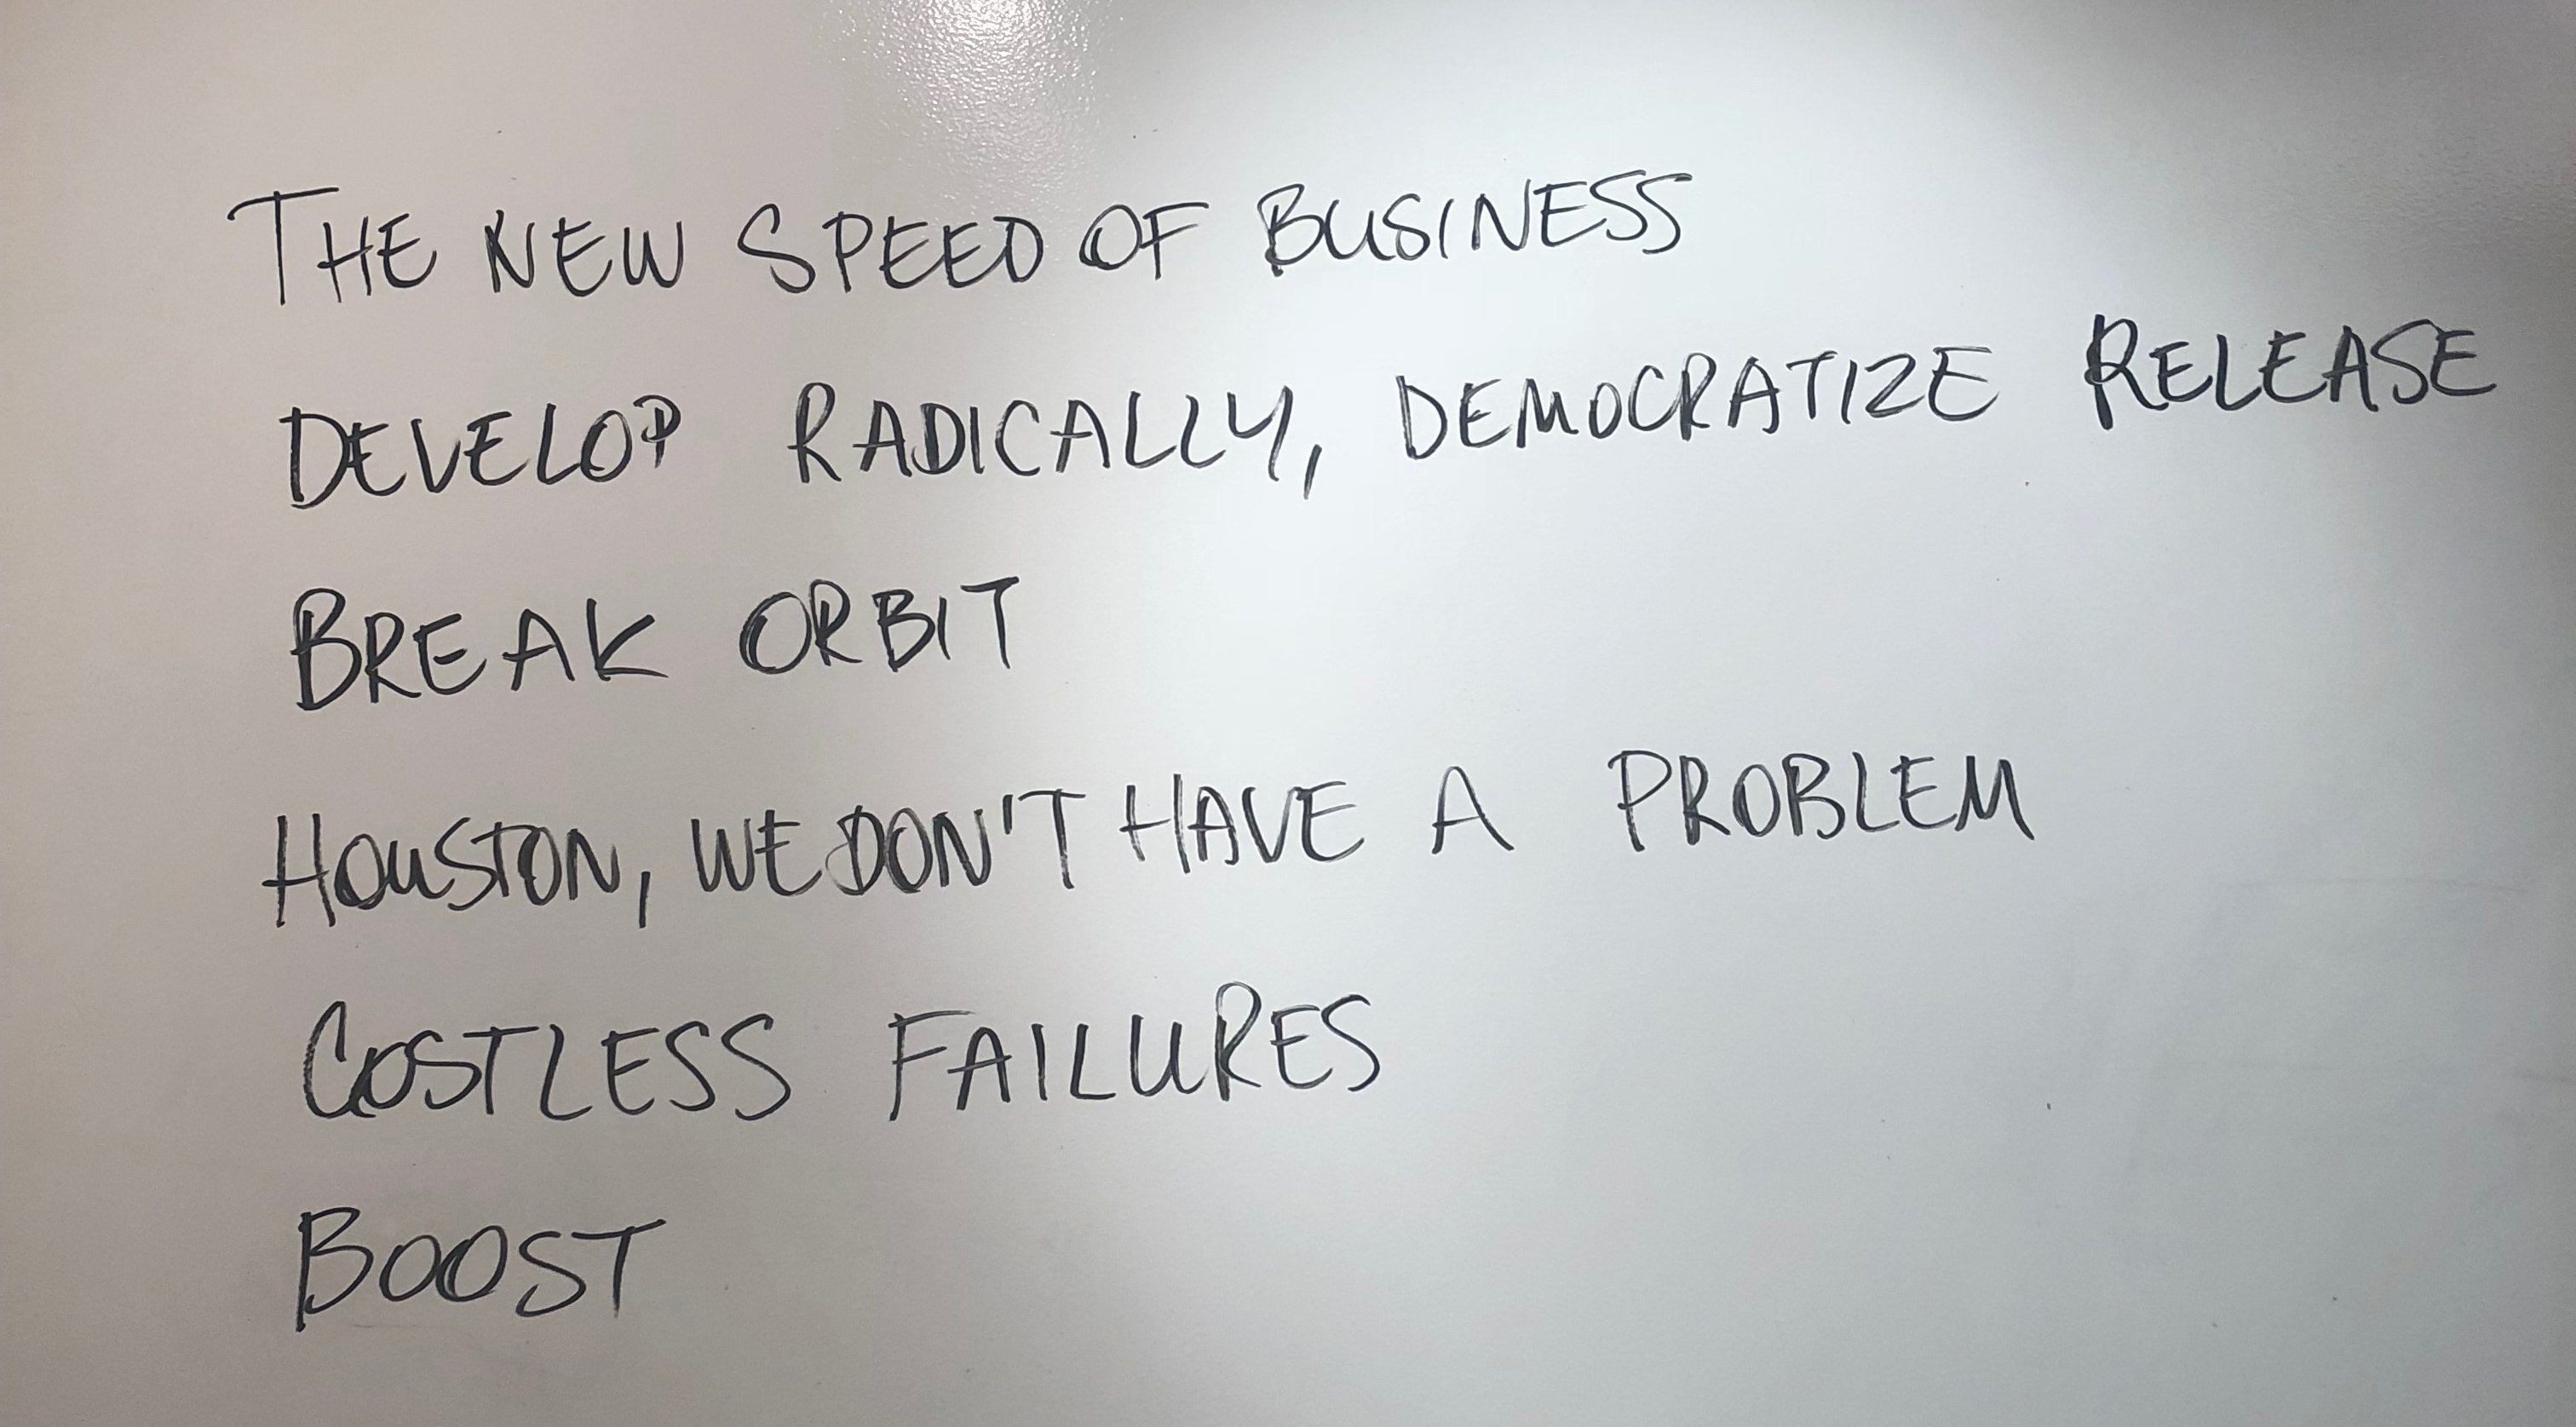 THE NEW SPEED OF BUSINESS
DEVELOP RADICALLY, DEMOCRATIZE RELEASE
BREAK ORBIT
HOUSTON, WE DON'T HAVE A PROBLEM
COSTLESS FAILURES
BOOST